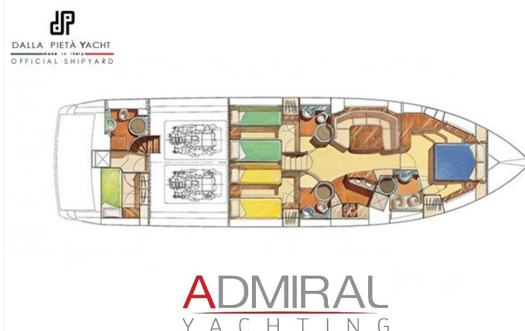 dP
DALLA PIETÀ YACHT
made in Italy
OFFICIAL SHIPYARD
ADMIRAL
YACHTING